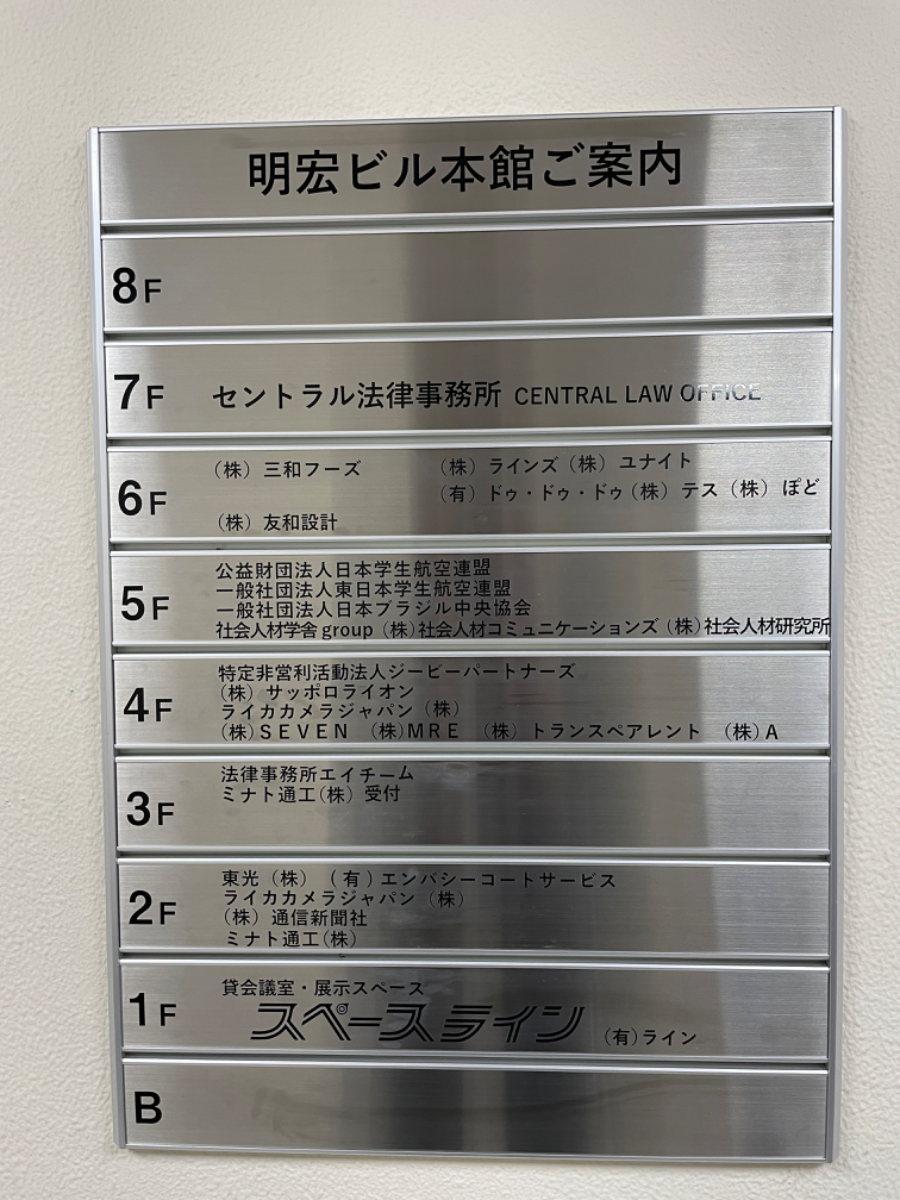 明宏ビル本館ご案内
8F
7F セントラル法律事務所 CENTRAL LAW OFFICE
6F (株) 三和フーズ (株) ラインズ (株) ユナイト
(有) ドゥ・ドゥ・ドゥ (株) テス (株) ぽど
(株) 友和設計
5F 公益財団法人日本学生航空連盟
一般社団法人東日本学生航空連盟
一般社団法人日本ブラジル中央協会
社会人材学舎 group (株) 社会人材コミュニケーションズ (株) 社会人材研究所
4F 特定非営利活動法人ジービーパートナーズ
(株) サッポロライオン
ライカカメラジャパン (株)
(株) SEVEN (株) MRE (株) トランスペアレント (株) A
3F 法律事務所エイチーム
ミナト通工(株) 受付
2F 東光 (株) (有) エンバシーコートサービス
ライカカメラジャパン (株)
(株) 通信新聞社
ミナト通工(株)
1F 貸会議室・展示スペース
スペースライン (有) ライン
B